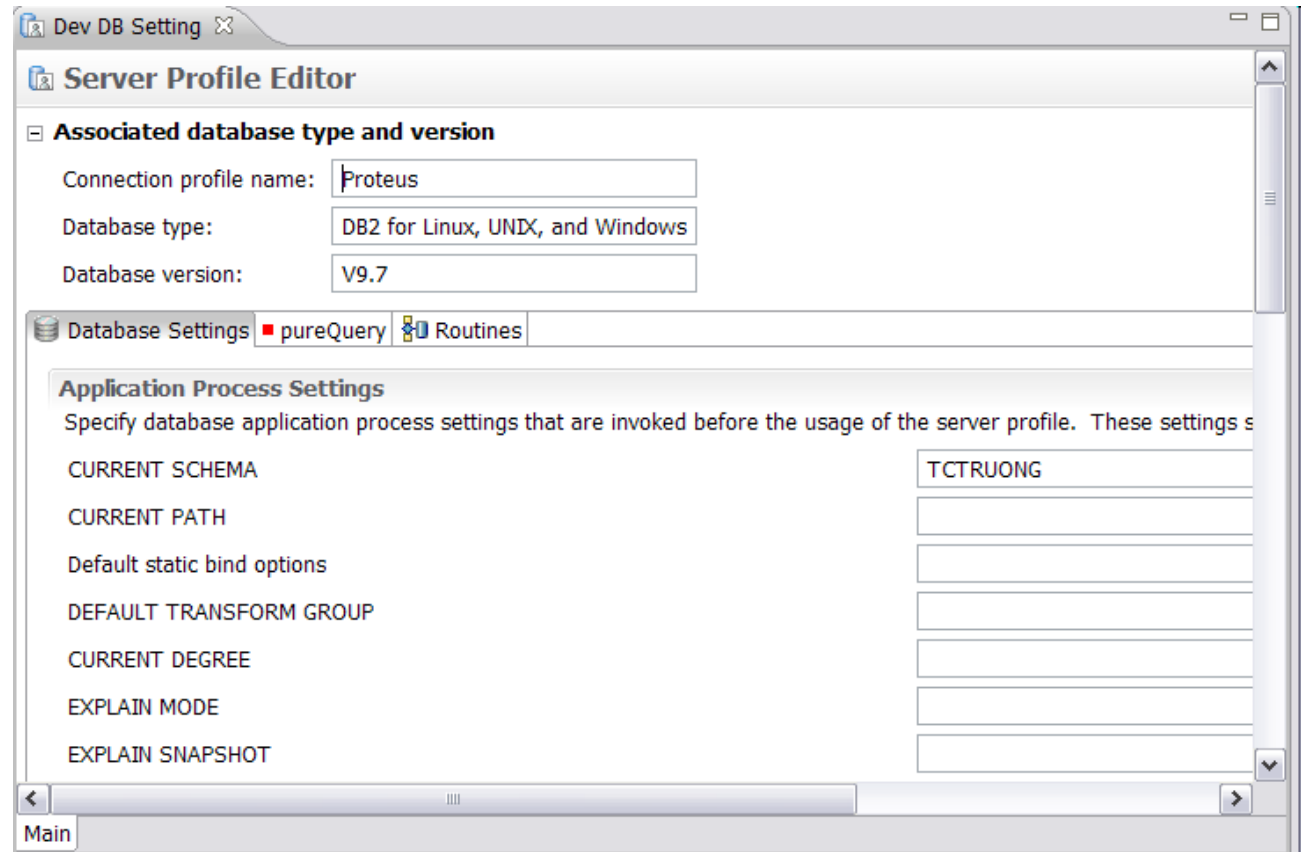 Dev DB Setting
Server Profile Editor
Associated database type and version
Connection profile name: Proteus
Database type: DB2 for Linux, UNIX, and Windows
Database version: V9.7
Database Settings pureQuery Routines
Application Process Settings
Specify database application process settings that are invoked before the usage of the server profile. These settings s
CURRENT SCHEMA TCTRUONG
CURRENT PATH
Default static bind options
DEFAULT TRANSFORM GROUP
CURRENT DEGREE
EXPLAIN MODE
EXPLAIN SNAPSHOT
Main